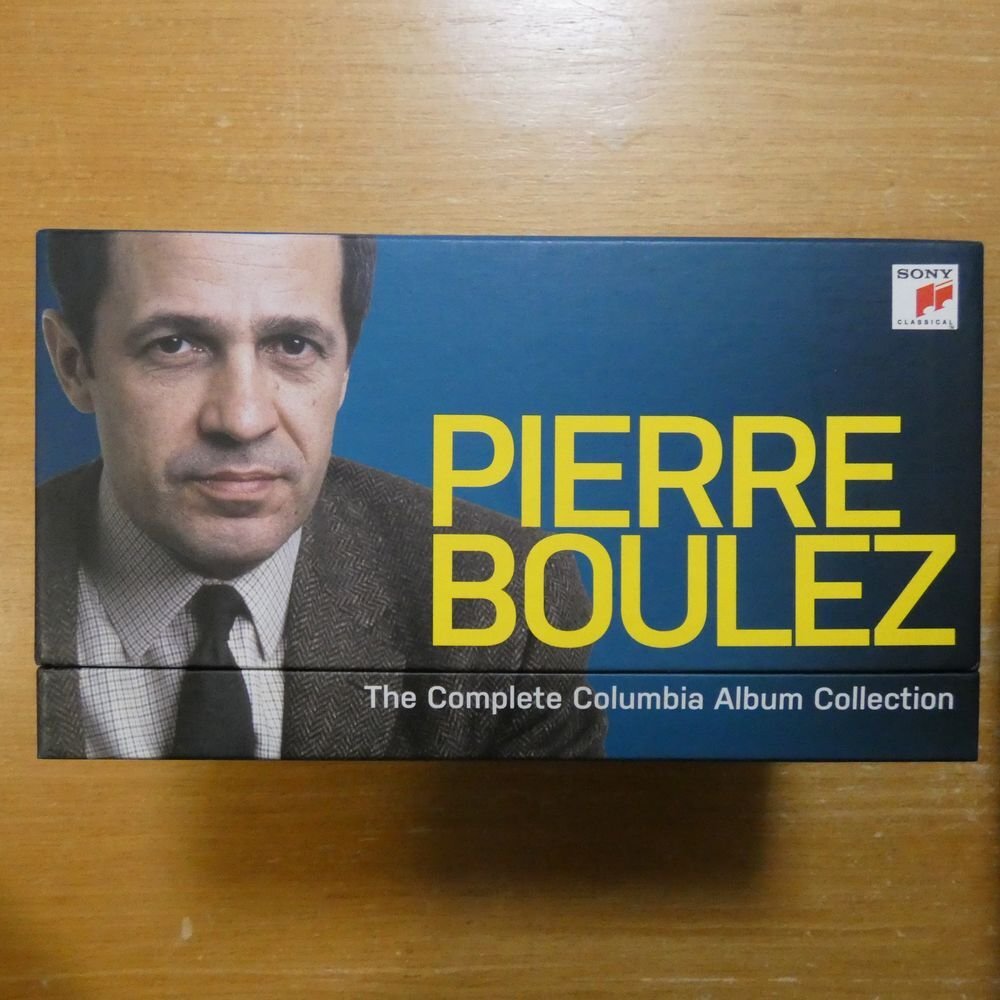 SONY
CLASSICAL
PIERRE
BOULEZ
The Complete Columbia Album Collection